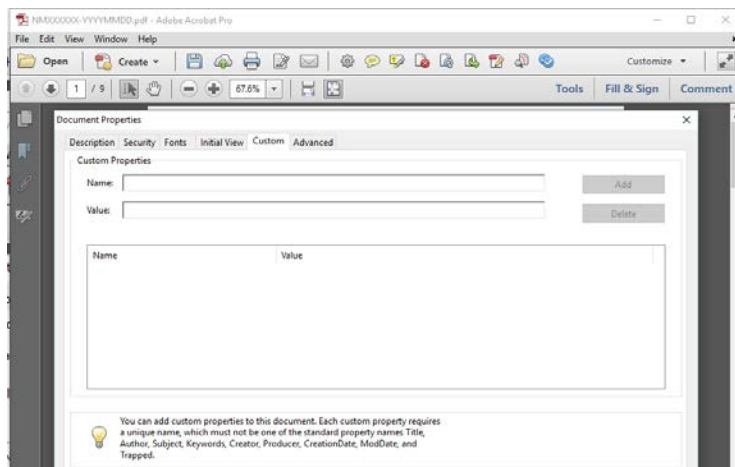 NMXXXXXX-YYYYMMDD.pdf - Adobe Acrobat Pro
File Edit View Window Help
Open Create Customize
1 / 9 67.6% Tools Fill & Sign Comment
Document Properties
Description Security Fonts Initial View Custom Advanced
Custom Properties
Name: Add
Value: Delete
Name Value
You can add custom properties to this document. Each custom property requires
a unique name, which must not be one of the standard property names Title,
Author, Subject, Keywords, Creator, Producer, CreationDate, ModDate, and
Trapped.